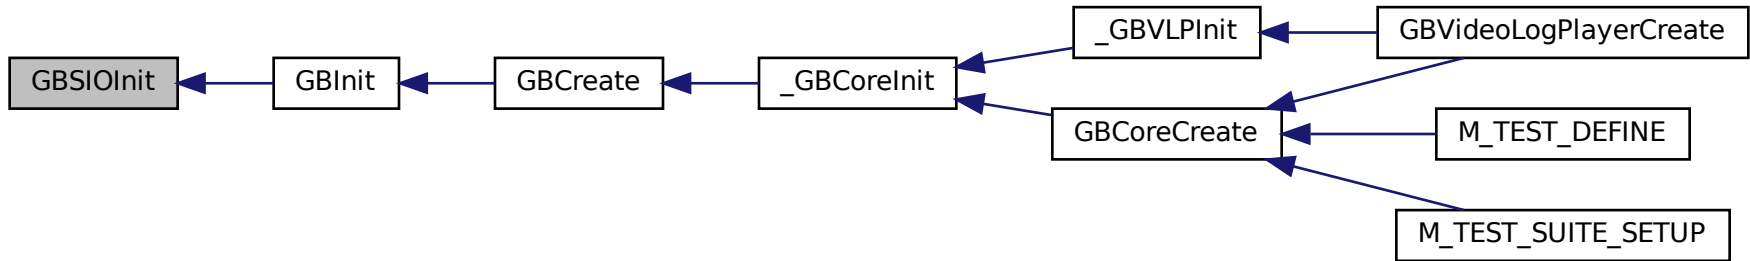 GBSIOInit
GBInit
GBCreate
_GBCoreInit
_GBVLPInit
GBVideoLogPlayerCreate
GBCoreCreate
M_TEST_DEFINE
M_TEST_SUITE_SETUP